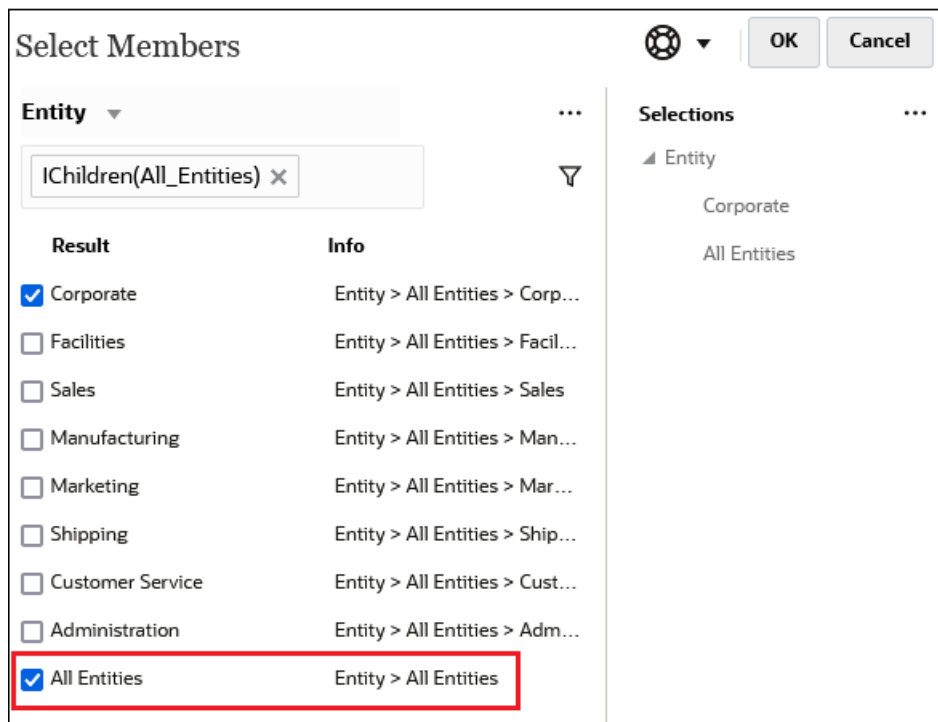 Select Members
OK
Cancel
Entity
IChildren(All_Entities)
Result Info
Corporate Entity > All Entities > Corp...
Facilities Entity > All Entities > Facil...
Sales Entity > All Entities > Sales
Manufacturing Entity > All Entities > Man...
Marketing Entity > All Entities > Mar...
Shipping Entity > All Entities > Ship...
Customer Service Entity > All Entities > Cust...
Administration Entity > All Entities > Adm...
All Entities Entity > All Entities
Selections
Entity
Corporate
All Entities